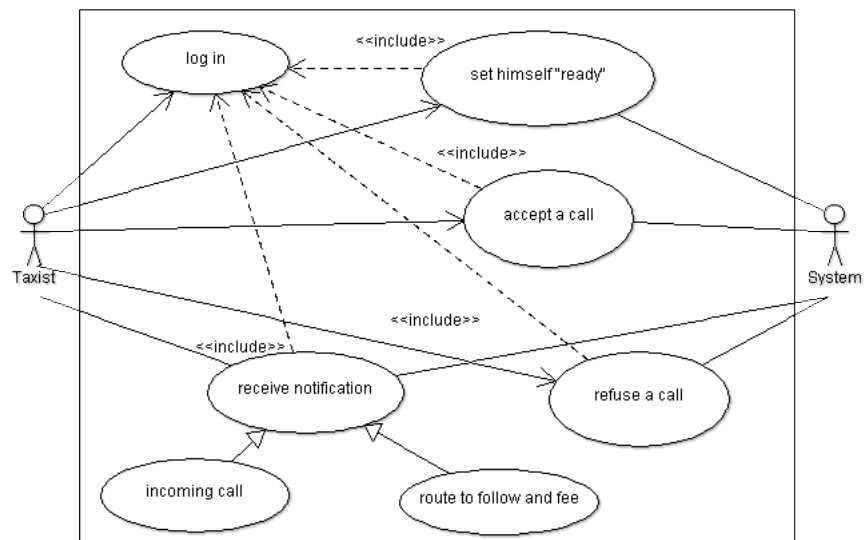 <<include>>
log in
set himself "ready"
<<include>>
accept a call
Taxist
System
<<include>>
<<include>>
receive notification
refuse a call
incoming call
route to follow and fee